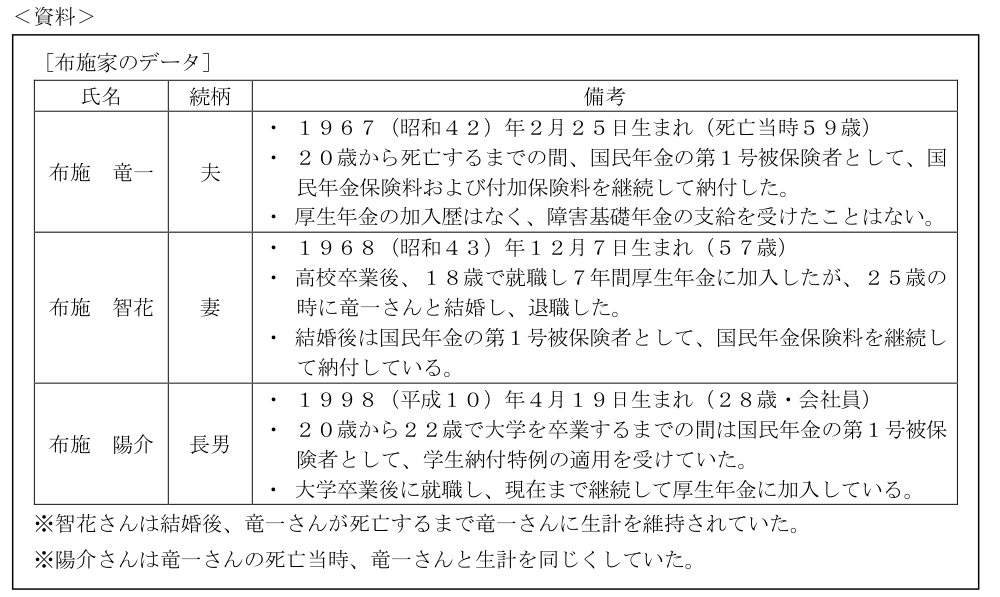 ＜資料＞
［布施家のデータ］
氏名 続柄 備考
布施　竜一 夫
・ １９６７（昭和４２）年２月２５日生まれ（死亡当時５９歳）
・ ２０歳から死亡するまでの間、国民年金の第１号被保険者として、国
民年金保険料および付加保険料を継続して納付した。
・ 厚生年金の加入歴はなく、障害基礎年金の支給を受けたことはない。
布施　智花 妻
・ １９６８（昭和４３）年１２月７日生まれ（５７歳）
・ 高校卒業後、１８歳で就職し７年間厚生年金に加入したが、２５歳の
時に竜一さんと結婚し、退職した。
・ 結婚後は国民年金の第１号被保険者として、国民年金保険料を継続し
て納付している。
布施　陽介 長男
・ １９９８（平成１０）年４月１９日生まれ（２８歳・会社員）
・ ２０歳から２２歳で大学を卒業するまでの間は国民年金の第１号被保
険者として、学生納付特例の適用を受けていた。
・ 大学卒業後に就職し、現在まで継続して厚生年金に加入している。
※智花さんは結婚後、竜一さんが死亡するまで竜一さんに生計を維持されていた。
※陽介さんは竜一さんの死亡当時、竜一さんと生計を同じくしていた。